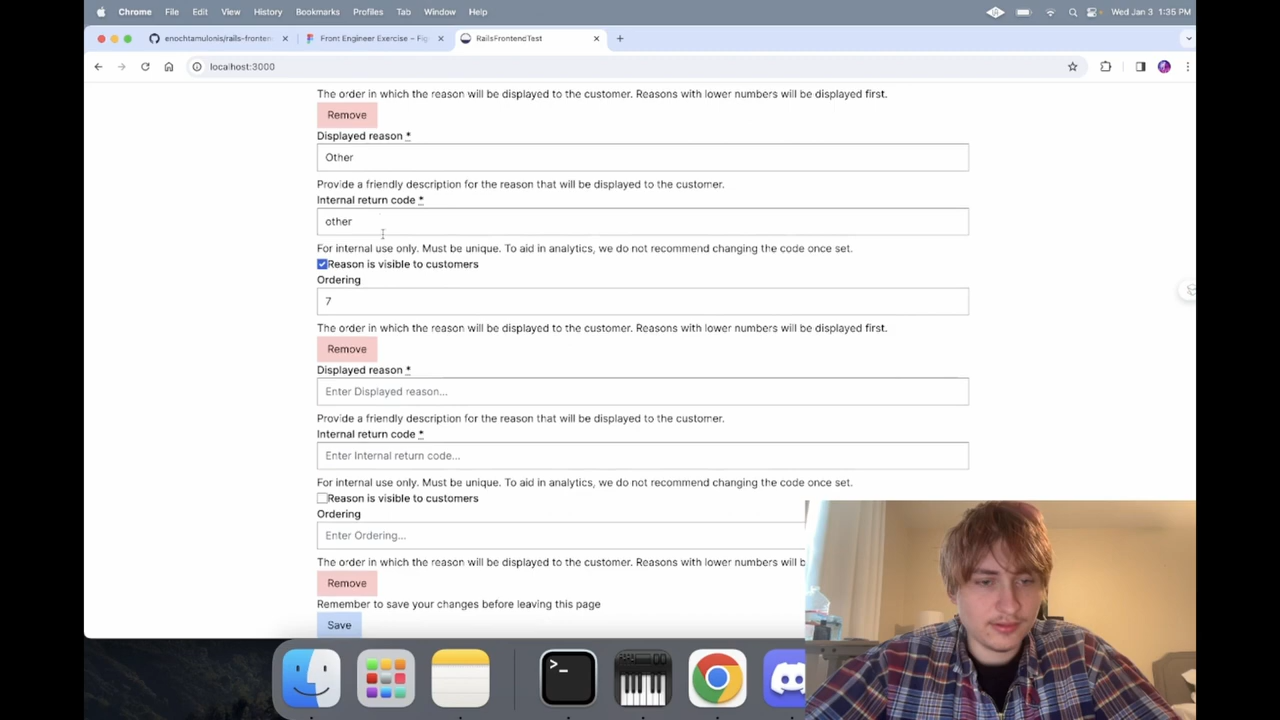 Chrome File Edit View History Bookmarks Profiles Tab Window Help Wed Jan 3 1:35 PM
enochtamulonis/rails-fronten Front Engineer Exercise – Fig RailsFrontendTest
localhost:3000
The order in which the reason will be displayed to the customer. Reasons with lower numbers will be displayed first.
Remove
Displayed reason *
Other
Provide a friendly description for the reason that will be displayed to the customer.
Internal return code *
other
For internal use only. Must be unique. To aid in analytics, we do not recommend changing the code once set.
Reason is visible to customers
Ordering
7
The order in which the reason will be displayed to the customer. Reasons with lower numbers will be displayed first.
Remove
Displayed reason *
Enter Displayed reason...
Provide a friendly description for the reason that will be displayed to the customer.
Internal return code *
Enter Internal return code...
For internal use only. Must be unique. To aid in analytics, we do not recommend changing the code once set.
Reason is visible to customers
Ordering
Enter Ordering...
The order in which the reason will be displayed to the customer. Reasons with lower numbers will b
Remove
Remember to save your changes before leaving this page
Save
>_